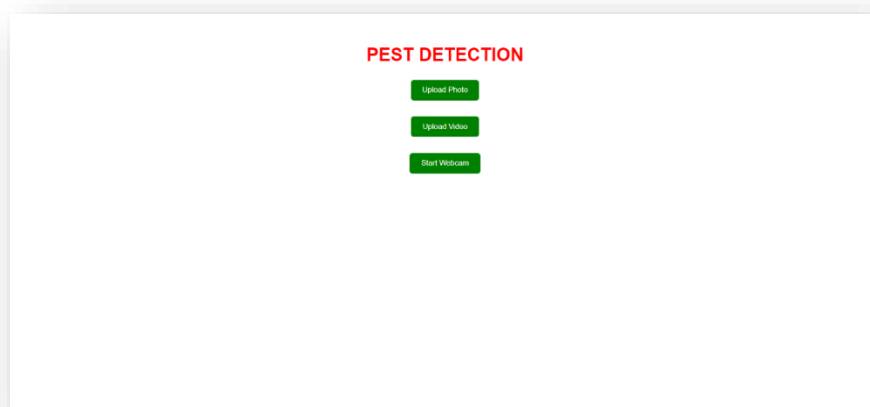 PEST DETECTION
Upload Photo
Upload Video
Start Webcam